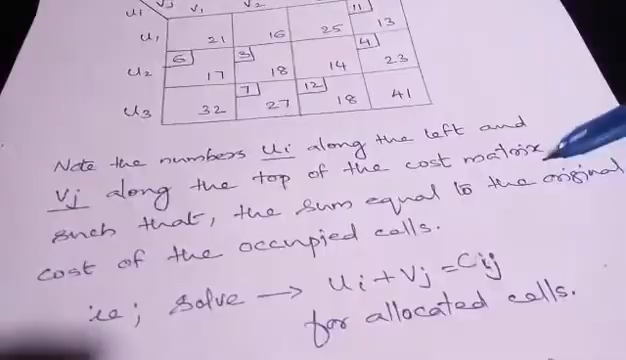 ui vj v1 v2
u1 21 16 25 11 13
u2 6 17 3 18 14 4 23
u3 32 7 27 12 18 41
Note the numbers ui along the left and
vj along the top of the cost matrix
such that, the sum equal to the original
cost of the occupied cells.
ie; solve → ui + vj = cij
for allocated cells.